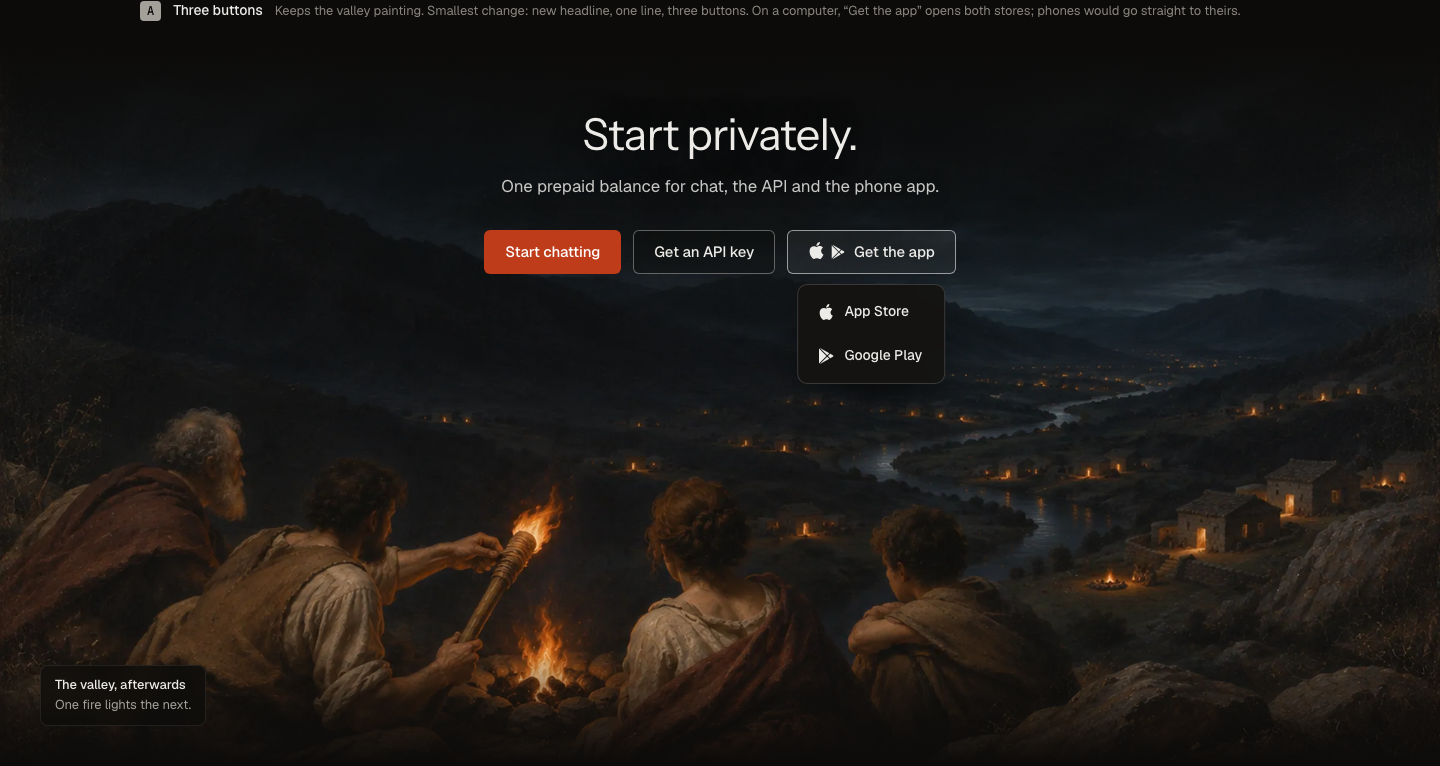 A Three buttons Keeps the valley painting. Smallest change: new headline, one line, three buttons. On a computer, “Get the app” opens both stores; phones would go straight to theirs.
Start privately.
One prepaid balance for chat, the API and the phone app.
Start chatting Get an API key Get the app
App Store
Google Play
The valley, afterwards
One fire lights the next.